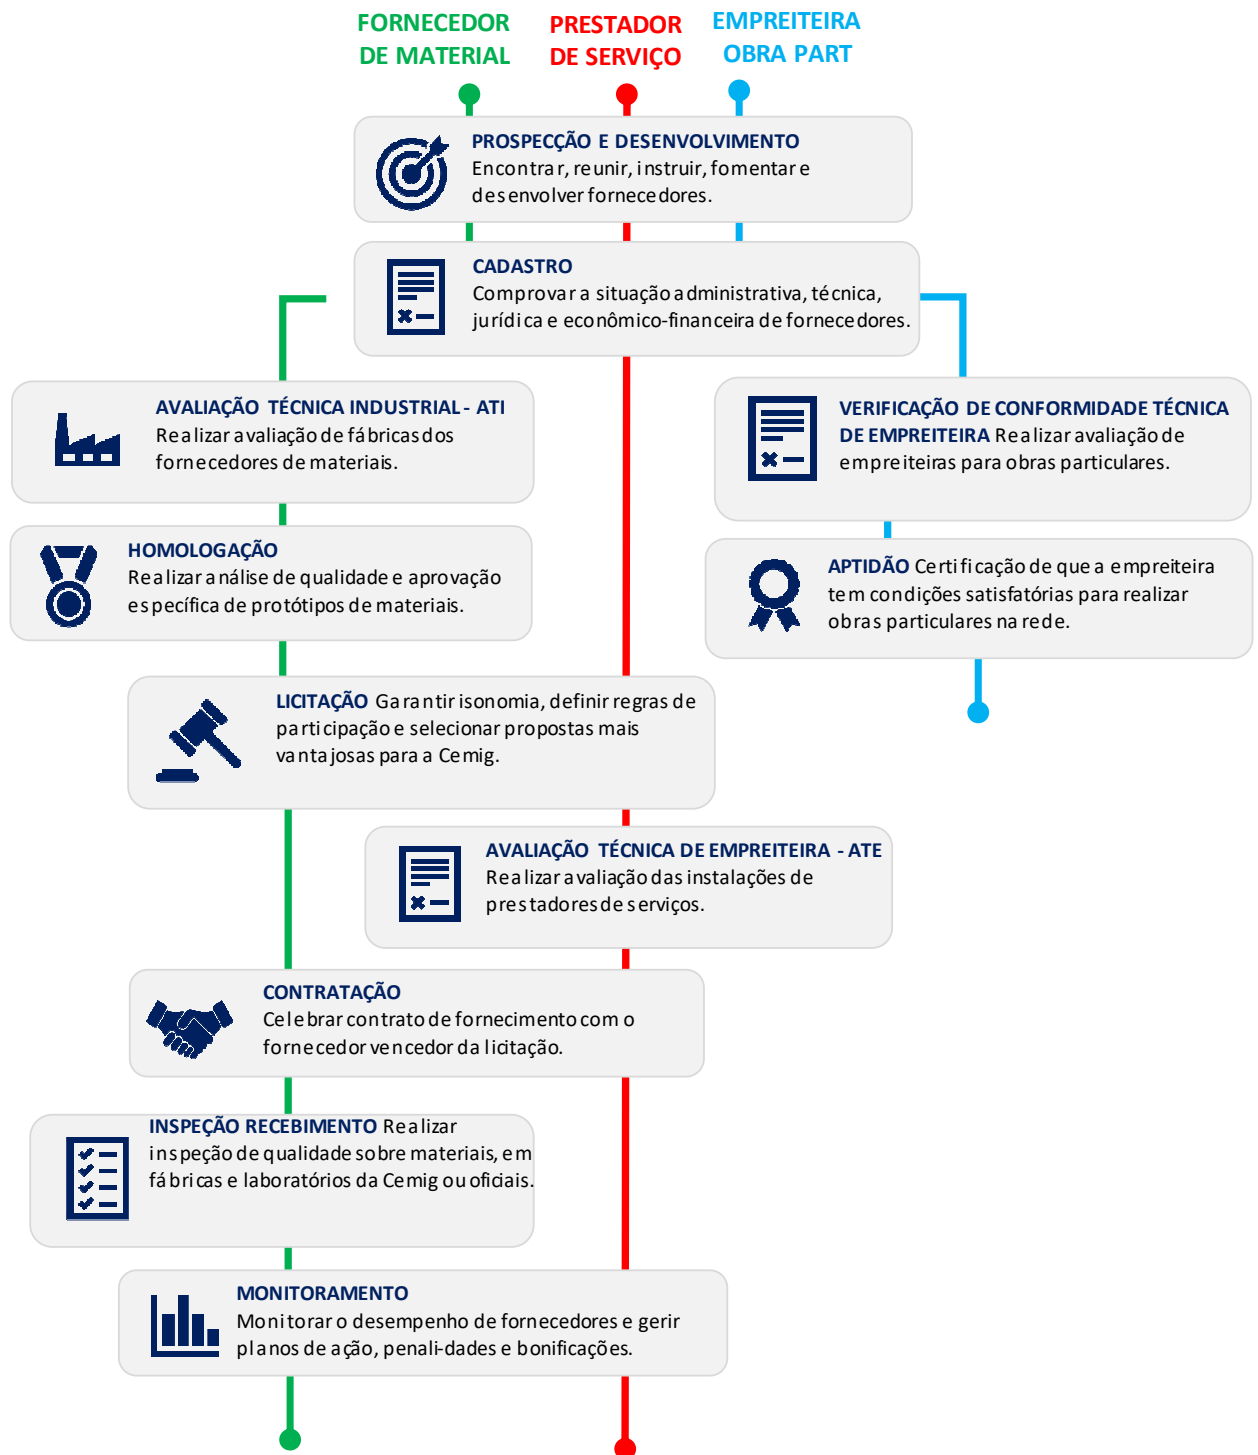 FORNECEDOR
DE MATERIAL
PRESTADOR
DE SERVIÇO
EMPREITEIRA
OBRA PART
PROSPECÇÃO E DESENVOLVIMENTO
Encontrar, reunir, instruir, fomentar e
desenvolver fornecedores.
CADASTRO
Comprovar a situação administrativa, técnica,
jurídica e econômico-financeira de fornecedores.
AVALIAÇÃO TÉCNICA INDUSTRIAL - ATI
Realizar avaliação de fábricas dos
fornecedores de materiais.
VERIFICAÇÃO DE CONFORMIDADE TÉCNICA
DE EMPREITEIRA Realizar avaliação de
empreiteiras para obras particulares.
HOMOLOGAÇÃO
Realizar análise de qualidade e aprovação
específica de protótipos de materiais.
APTIDÃO Certificação de que a empreiteira
tem condições satisfatórias para realizar
obras particulares na rede.
LICITAÇÃO Garantir isonomia, definir regras de
participação e selecionar propostas mais
vantajosas para a Cemig.
AVALIAÇÃO TÉCNICA DE EMPREITEIRA - ATE
Realizar avaliação das instalações de
prestadores de serviços.
CONTRATAÇÃO
Celebrar contrato de fornecimento com o
fornecedor vencedor da licitação.
INSPEÇÃO RECEBIMENTO Realizar
inspeção de qualidade sobre materiais, em
fábricas e laboratórios da Cemig ou oficiais.
MONITORAMENTO
Monitorar o desempenho de fornecedores e gerir
planos de ação, penali-dades e bonificações.